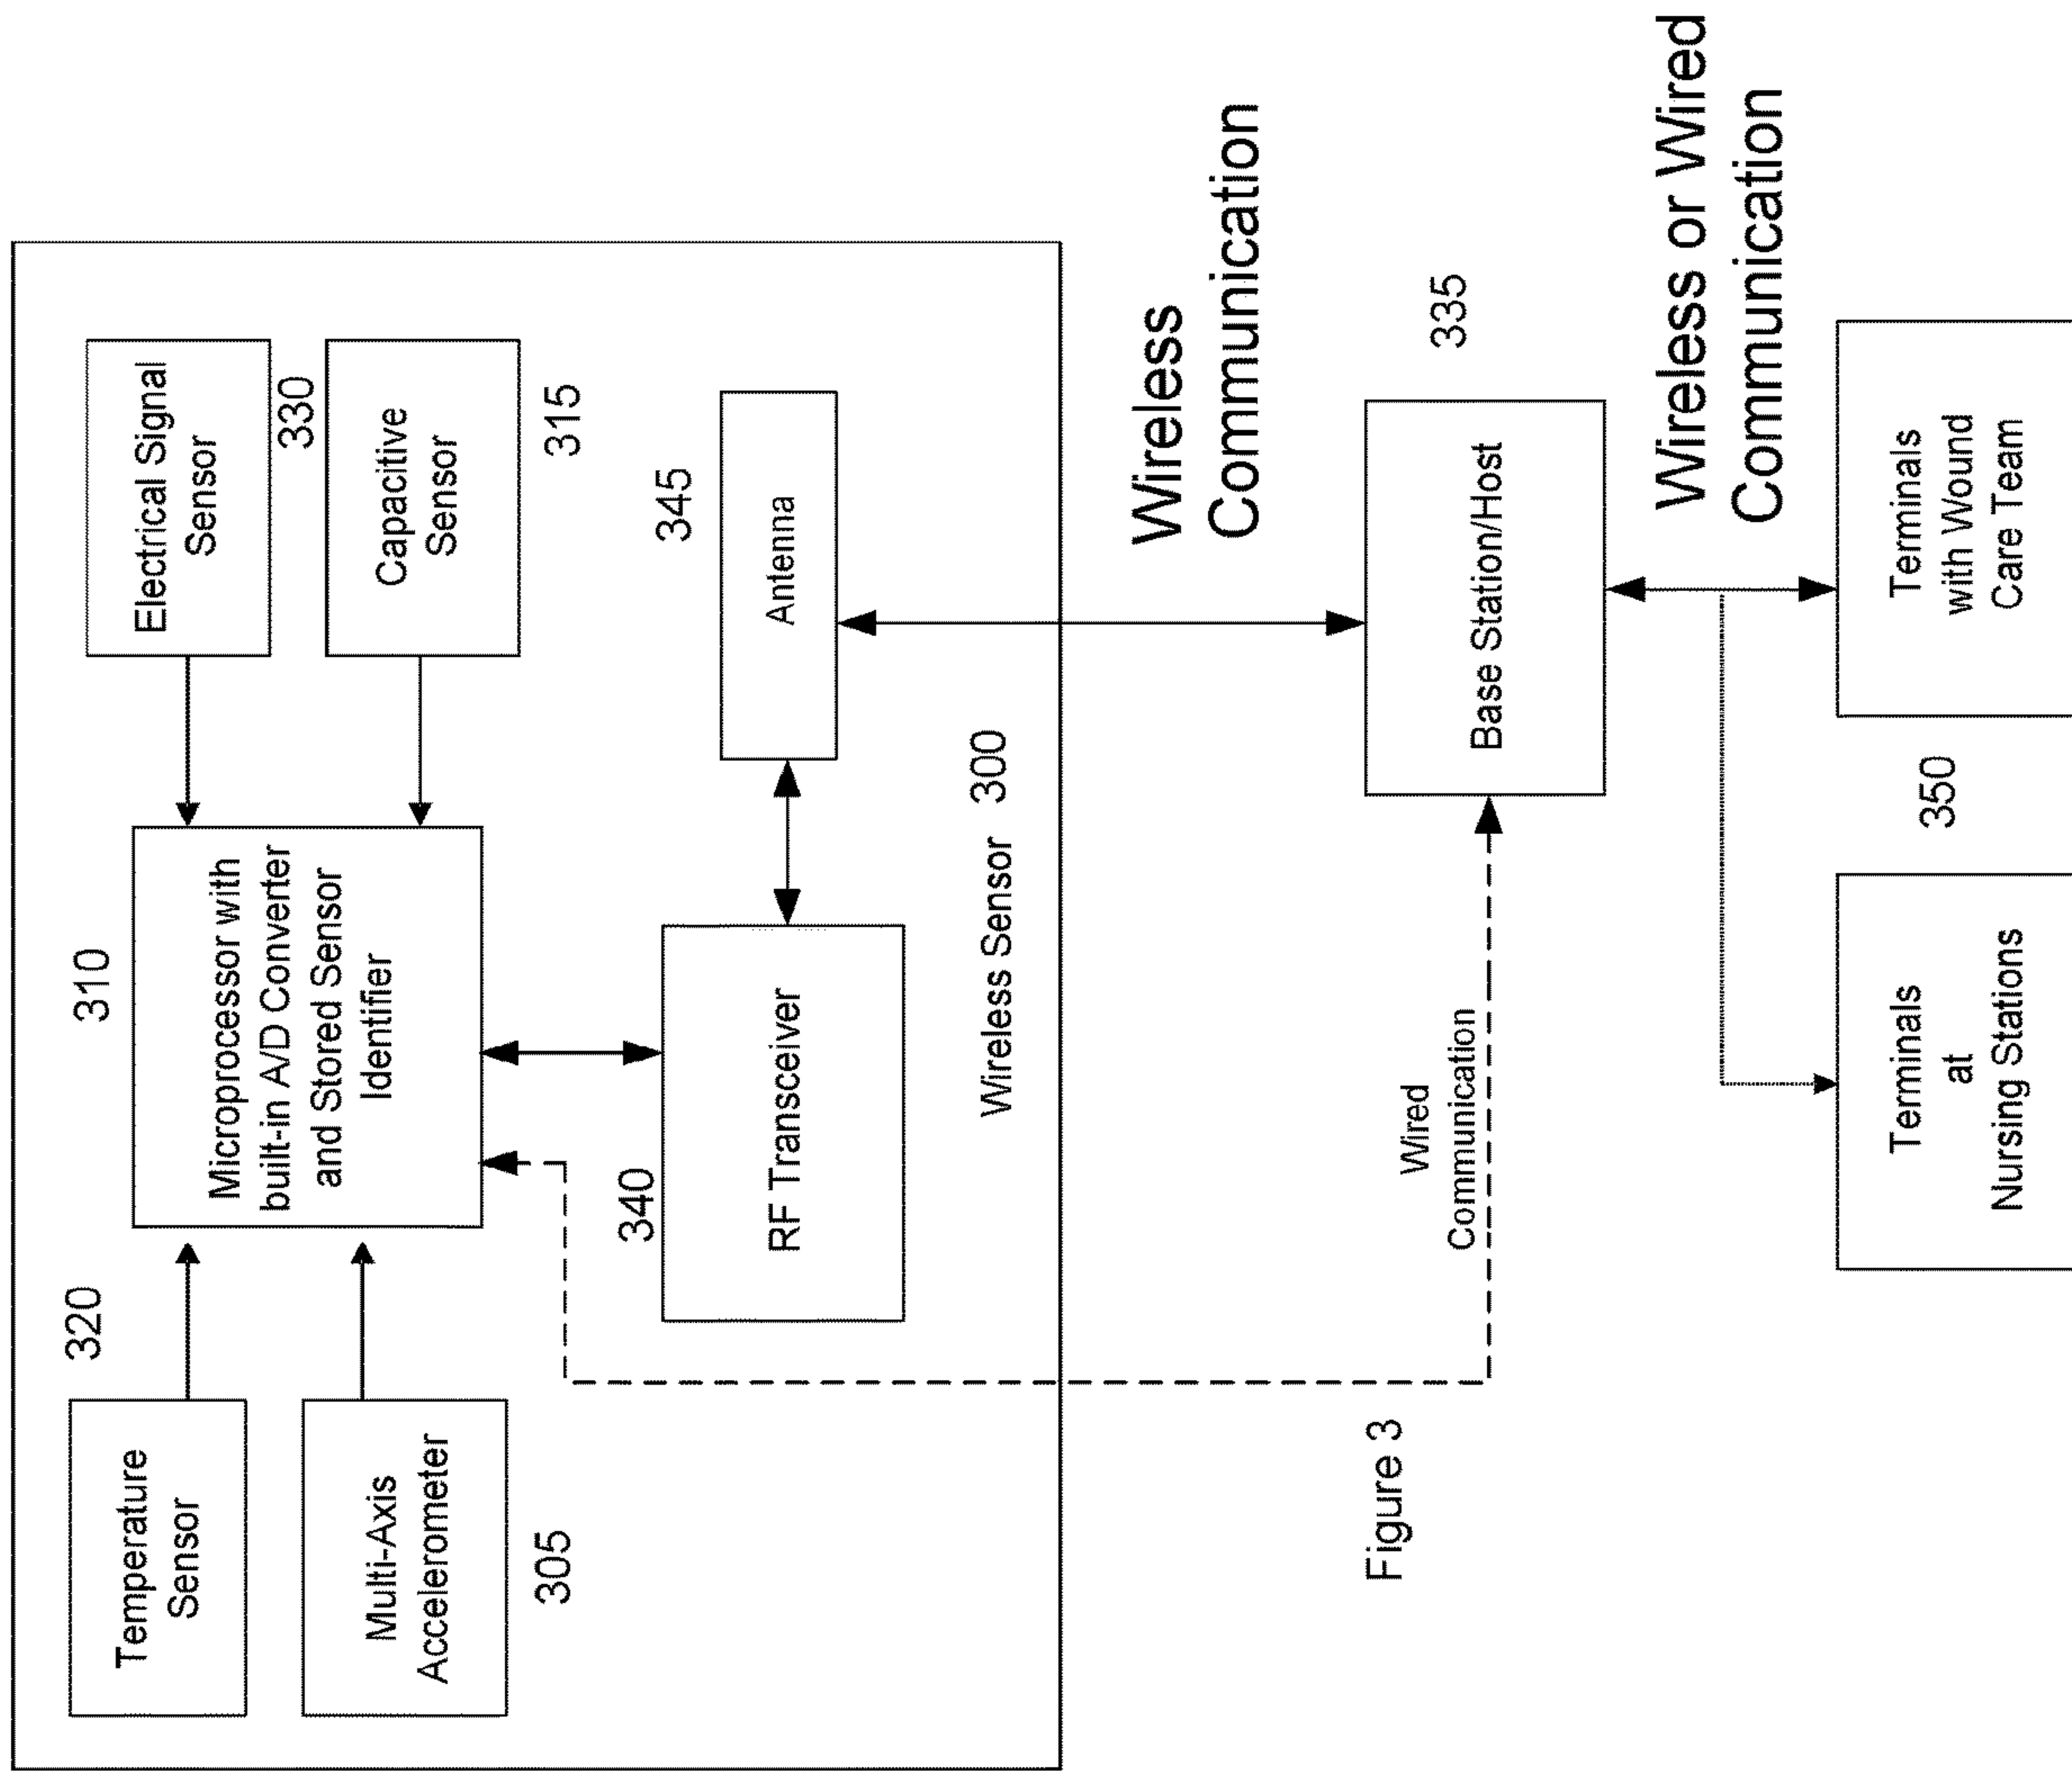 320
310
Temperature
Sensor
Microprocessor with
built-in A/D Converter
and Stored Sensor
Identifier
Electrical Signal
Sensor
330
Multi-Axis
Accelerometer
305
Capacitive
Sensor
315
340
RF Transceiver
345
Antenna
Wireless Sensor 300
Wireless
Communication
Figure 3
Wired
Communication
335
Base Station/Host
Wireless or Wired
Communication
Terminals
at
Nursing Stations
350
Terminals
with Wound
Care Team